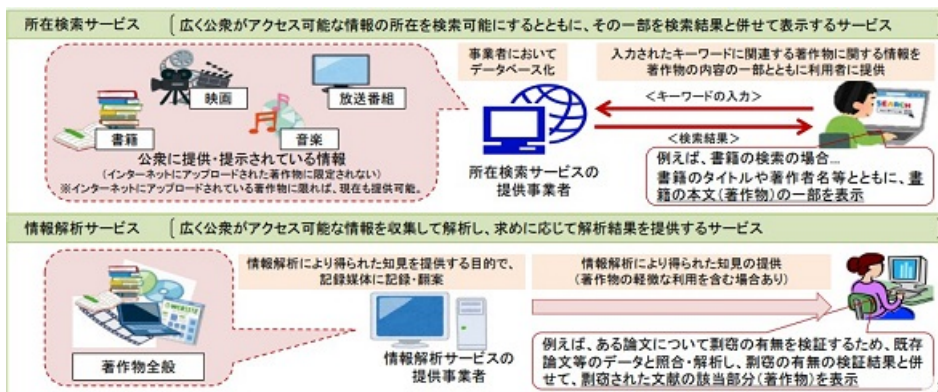 所在検索サービス 広く公衆がアクセス可能な情報の所在を検索可能にするとともに、その一部を検索結果と併せて表示するサービス
映画
放送番組
書籍
音楽
公衆に提供・提示されている情報
(インターネットにアップロードされた著作物に限定されない)
※インターネットにアップロードされている著作物に限れば、現在も提供可能。
事業者において
データベース化
所在検索サービスの
提供事業者
入力されたキーワードに関連する著作物に関する情報を
著作物の内容の一部とともに利用者に提供
<キーワードの入力>
SEARCH
<検索結果>
例えば、書籍の検索の場合…
書籍のタイトルや著作者名等とともに、書
籍の本文(著作物)の一部を表示
情報解析サービス 広く公衆がアクセス可能な情報を収集して解析し、求めに応じて解析結果を提供するサービス
WEBSITE
著作物全般
情報解析により得られた知見を提供する目的で、
記録媒体に記録・翻案
情報解析サービスの
提供事業者
情報解析により得られた知見の提供
(著作物の軽微な利用を含む場合あり)
例えば、ある論文について剽窃の有無を検証するため、既存
論文等のデータと照合・解析し、剽窃の有無の検証結果と併
せて、剽窃された文献の該当部分(著作物)を表示